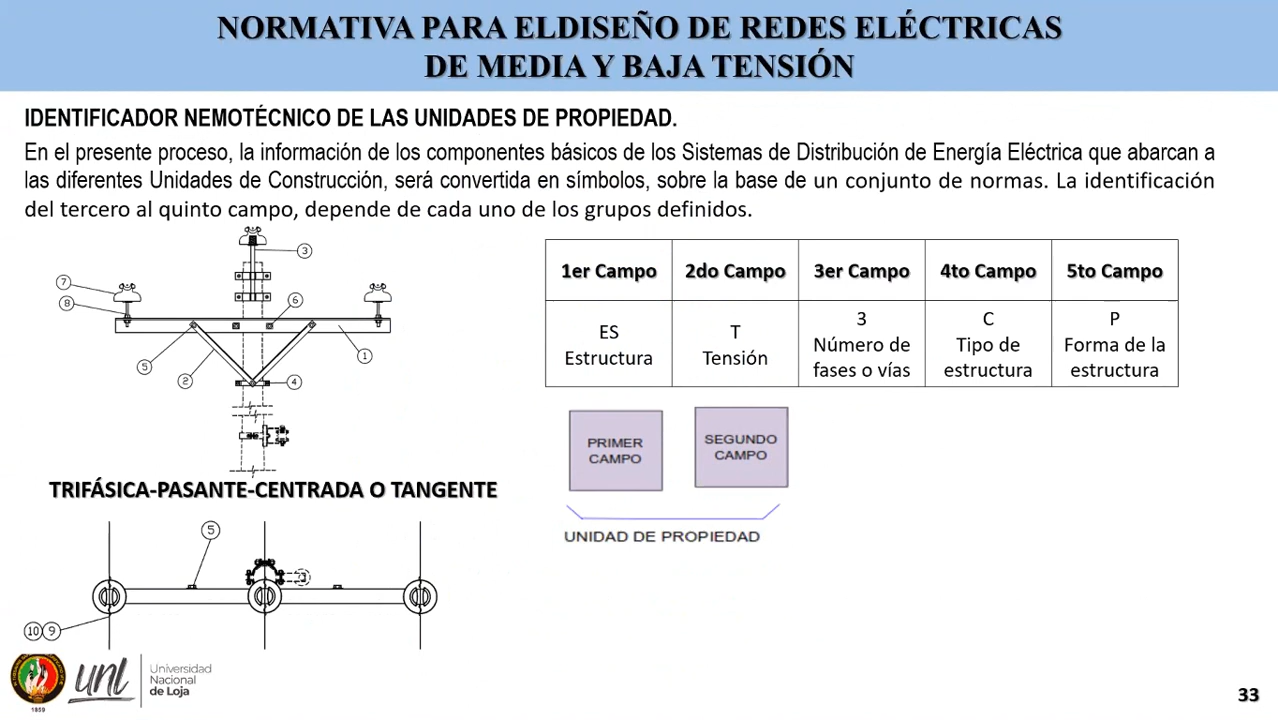 NORMATIVA PARA ELDISEÑO DE REDES ELÉCTRICAS
DE MEDIA Y BAJA TENSIÓN
IDENTIFICADOR NEMOTÉCNICO DE LAS UNIDADES DE PROPIEDAD.
En el presente proceso, la información de los componentes básicos de los Sistemas de Distribución de Energía Eléctrica que abarcan a
las diferentes Unidades de Construcción, será convertida en símbolos, sobre la base de un conjunto de normas. La identificación
del tercero al quinto campo, depende de cada uno de los grupos definidos.
3
7
8
6
5
2
1
4
TRIFÁSICA-PASANTE-CENTRADA O TANGENTE
5
10 9
1er Campo 2do Campo 3er Campo 4to Campo 5to Campo
ES T 3 C P
Estructura Tensión Número de Tipo de Forma de la
fases o vías estructura estructura
PRIMER SEGUNDO
CAMPO CAMPO
UNIDAD DE PROPIEDAD
1859
unl
Universidad
Nacional
de Loja
33